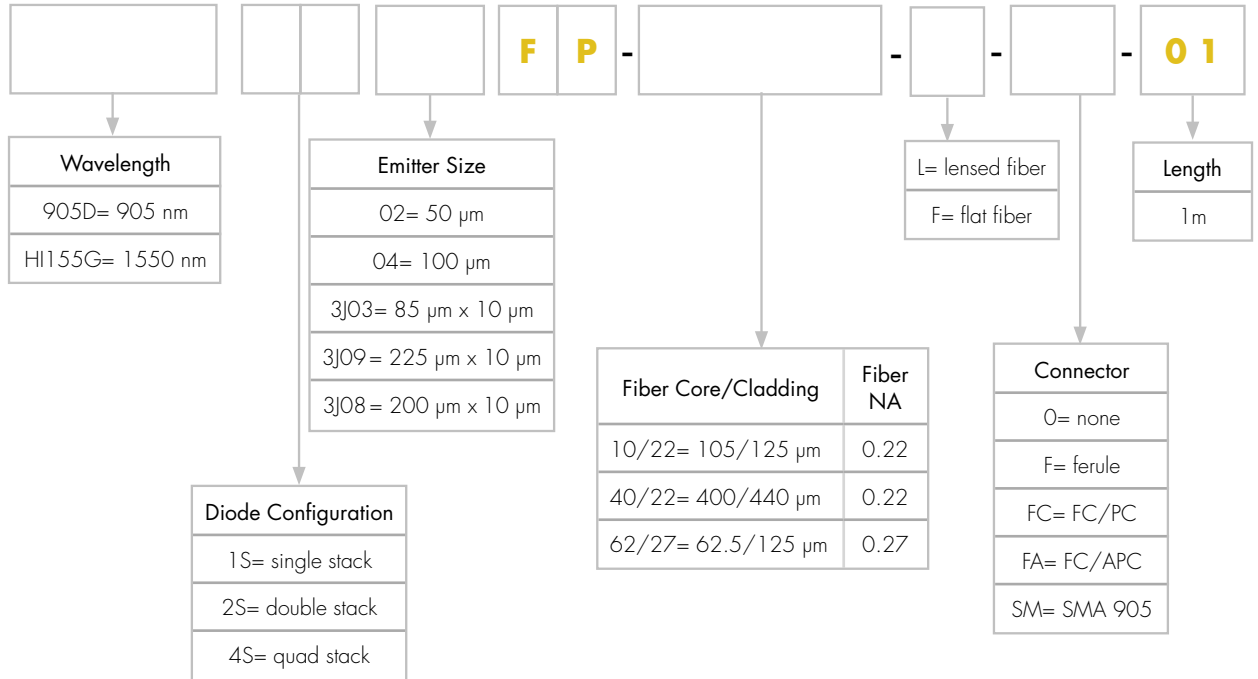 F P - - - - 0 1
Wavelength
905D= 905 nm
HI155G= 1550 nm
Diode Configuration
1S= single stack
2S= double stack
4S= quad stack
Emitter Size
02= 50 µm
04= 100 µm
3J03= 85 µm x 10 µm
3J09= 225 µm x 10 µm
3J08= 200 µm x 10 µm
Fiber Core/Cladding
Fiber
NA
10/22= 105/125 µm 0.22
40/22= 400/440 µm 0.22
62/27= 62.5/125 µm 0.27
L= lensed fiber
F= flat fiber
Connector
0= none
F= ferule
FC= FC/PC
FA= FC/APC
SM= SMA 905
Length
1m